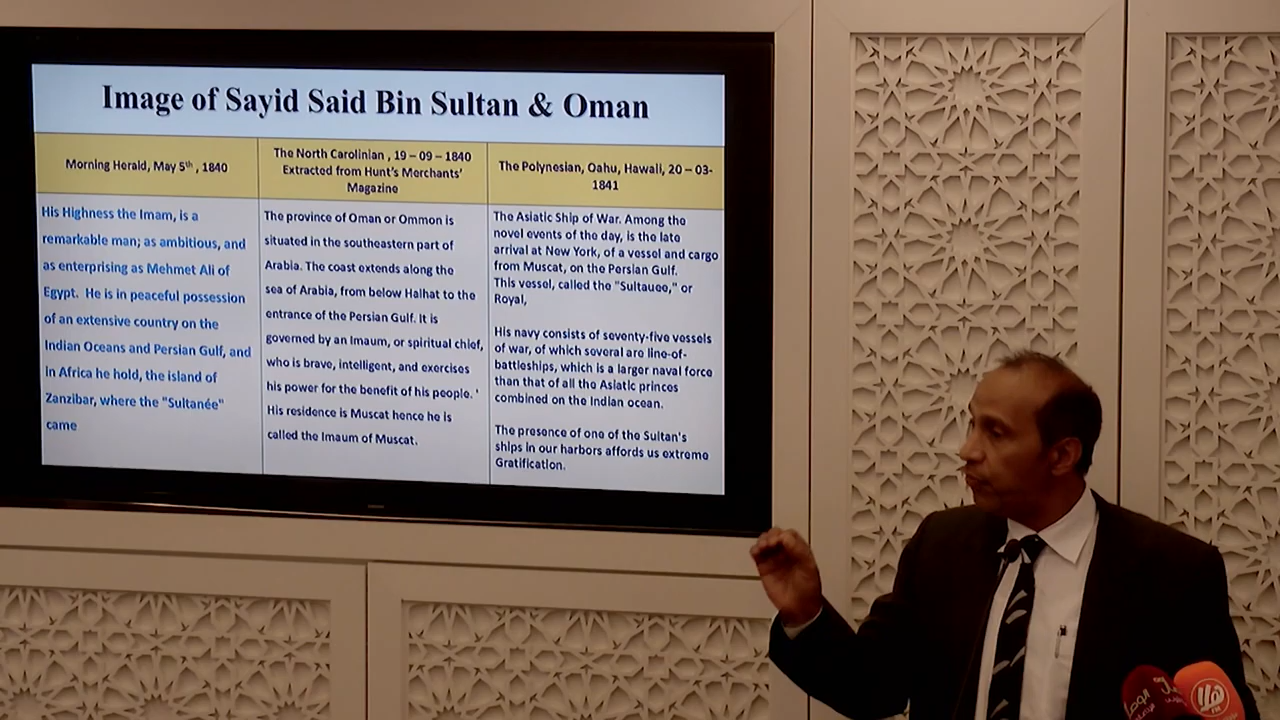 Image of Sayid Said Bin Sultan & Oman
Morning Herald, May 5th , 1840
The North Carolinian , 19 – 09 – 1840
Extracted from Hunt's Merchants'
Magazine
The Polynesian, Oahu, Hawali, 20 – 03-
1841
His Highness the Imam, is a
remarkable man; as ambitious, and
as enterprising as Mehmet Ali of
Egypt. He is in peaceful possession
of an extensive country on the
Indian Oceans and Persian Gulf, and
In Africa he hold, the island of
Zanzibar, where the "Sultanée"
came
The province of Oman or Ommon is
situated in the southeastern part of
Arabia. The coast extends along the
sea of Arabia, from below Halhat to the
entrance of the Persian Gulf. It is
governed by an Imaum, or spiritual chief,
who is brave, intelligent, and exercises
his power for the benefit of his people. '
His residence is Muscat hence he is
called the Imaum of Muscat.
The Asiatic Ship of War. Among the
novel events of the day, is the late
arrival at New York, of a vessel and cargo
from Muscat, on the Persian Gulf.
This vessel, called the "Sultauee," or
Royal,
His navy consists of seventy-five vessels
of war, of which several are line-of-
battleships, which is a larger naval force
than that of all the Asiatic princes
combined on the Indian ocean.
The presence of one of the Sultan's
ships in our harbors affords us extreme
Gratification.
هلا
FM
الوصال